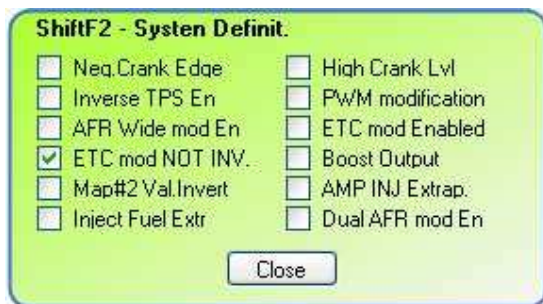 ShiftF2 - Systen Definit.
Neg.Crank Edge
High Crank Lvl
Inverse TPS En
PWM modification
AFR Wide mod En
ETC mod Enabled
ETC mod NOT INV.
Boost Output
Map#2 Val.Invert
AMP INJ Extrap.
Inject Fuel Extr
Dual AFR mod En
Close